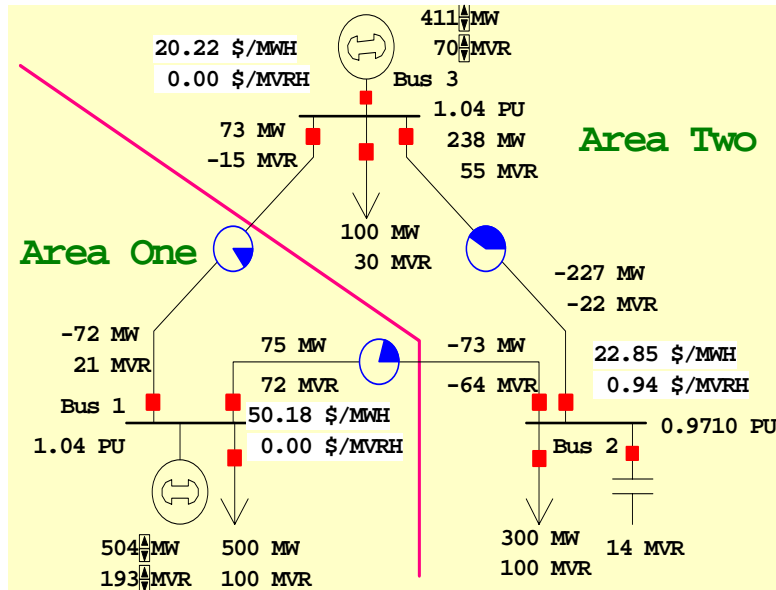 411 MW
20.22 $/MWH
70 MVR
0.00 $/MVRH
Bus 3
1.04 PU
73 MW
238 MW
Area Two
-15 MVR
55 MVR
100 MW
Area One
30 MVR
-227 MW
-22 MVR
-72 MW
75 MW
-73 MW
22.85 $/MWH
21 MVR
72 MVR
-64 MVR
0.94 $/MVRH
Bus 1
50.18 $/MWH
0.9710 PU
1.04 PU
0.00 $/MVRH
Bus 2
504 MW
500 MW
300 MW
14 MVR
193 MVR
100 MVR
100 MVR